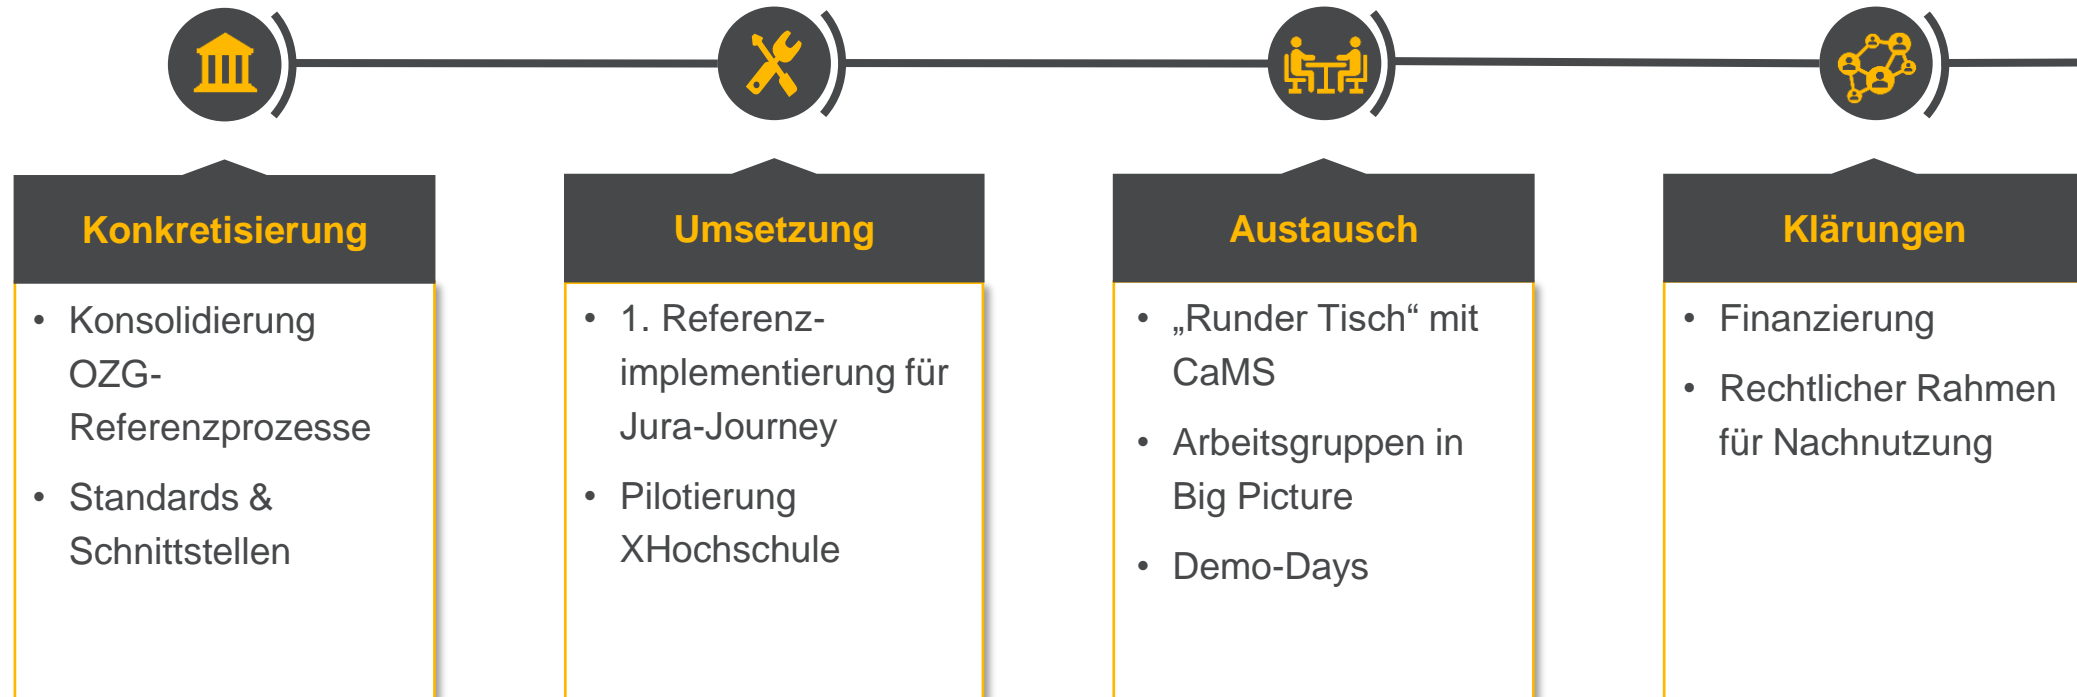 Konkretisierung
• Konsolidierung
OZG-
Referenzprozesse
• Standards &
Schnittstellen
Umsetzung
• 1. Referenz-
implementierung für
Jura-Journey
• Pilotierung
XHochschule
Austausch
• „Runder Tisch“ mit
CaMS
• Arbeitsgruppen in
Big Picture
• Demo-Days
Klärungen
• Finanzierung
• Rechtlicher Rahmen
für Nachnutzung